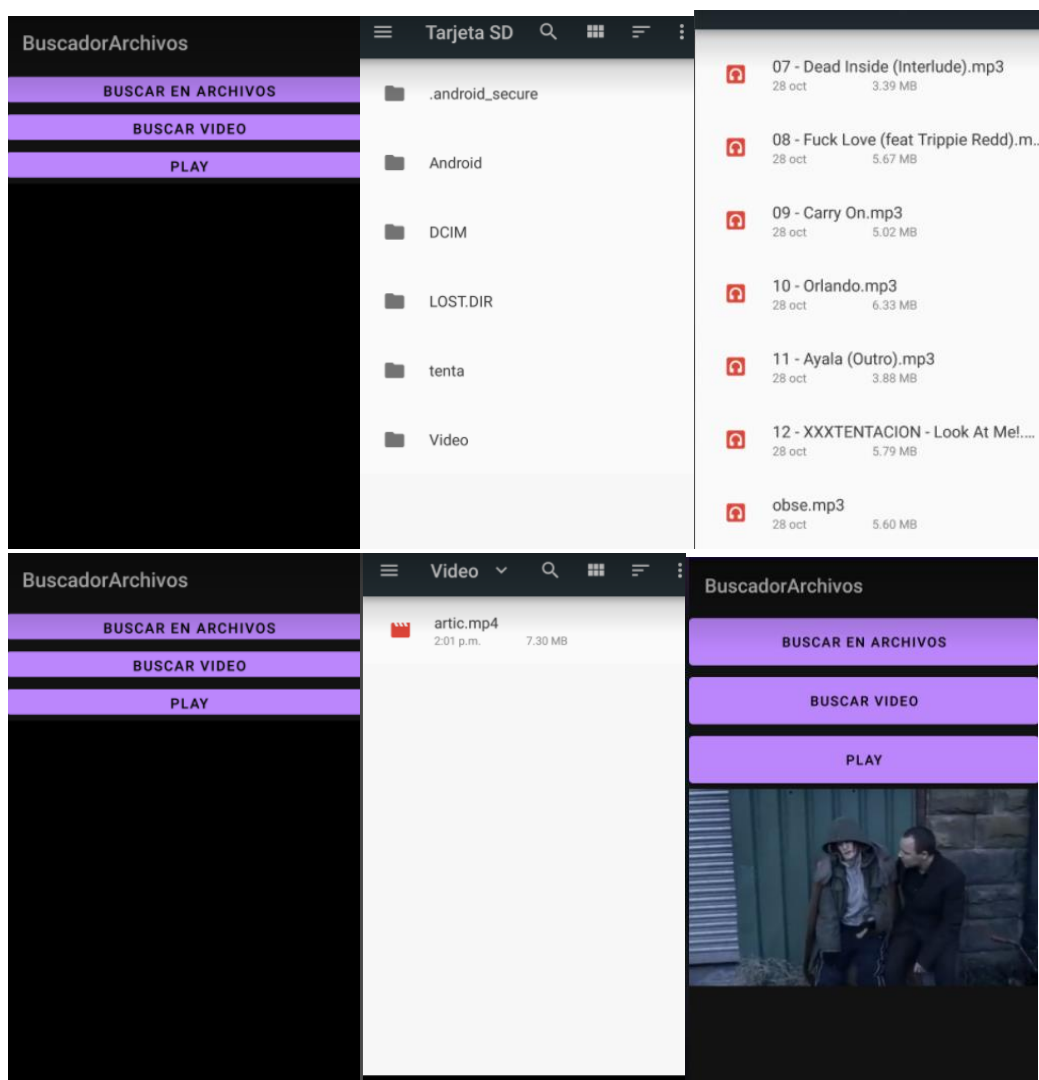 BuscadorArchivos
BUSCAR EN ARCHIVOS
BUSCAR VIDEO
PLAY
Tarjeta SD
.android_secure
Android
DCIM
LOST.DIR
tenta
Video
07 - Dead Inside (Interlude).mp3
28 oct 3.39 MB
08 - Fuck Love (feat Trippie Redd).m...
28 oct 5.67 MB
09 - Carry On.mp3
28 oct 5.02 MB
10 - Orlando.mp3
28 oct 6.33 MB
11 - Ayala (Outro).mp3
28 oct 3.88 MB
12 - XXXTENTACION - Look At Me!....
28 oct 5.79 MB
obse.mp3
28 oct 5.60 MB
BuscadorArchivos
BUSCAR EN ARCHIVOS
BUSCAR VIDEO
PLAY
Video
artic.mp4
2:01 p.m. 7.30 MB
BuscadorArchivos
BUSCAR EN ARCHIVOS
BUSCAR VIDEO
PLAY